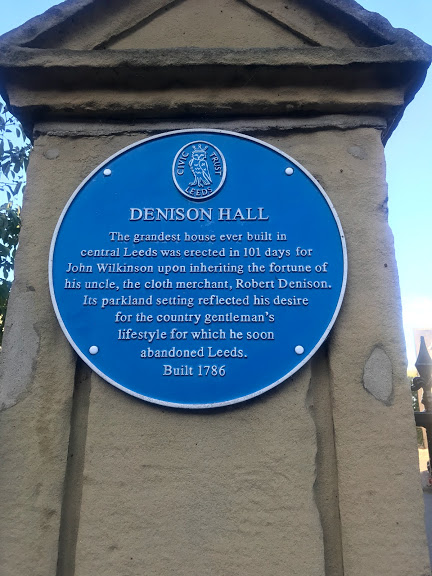 CIVIC TRUST
LEEDS
DENISON HALL
The grandest house ever built in
central Leeds was erected in 101 days for
John Wilkinson upon inheriting the fortune of
his uncle, the cloth merchant, Robert Denison.
Its parkland setting reflected his desire
for the country gentleman's
lifestyle for which he soon
abandoned Leeds.
Built 1786